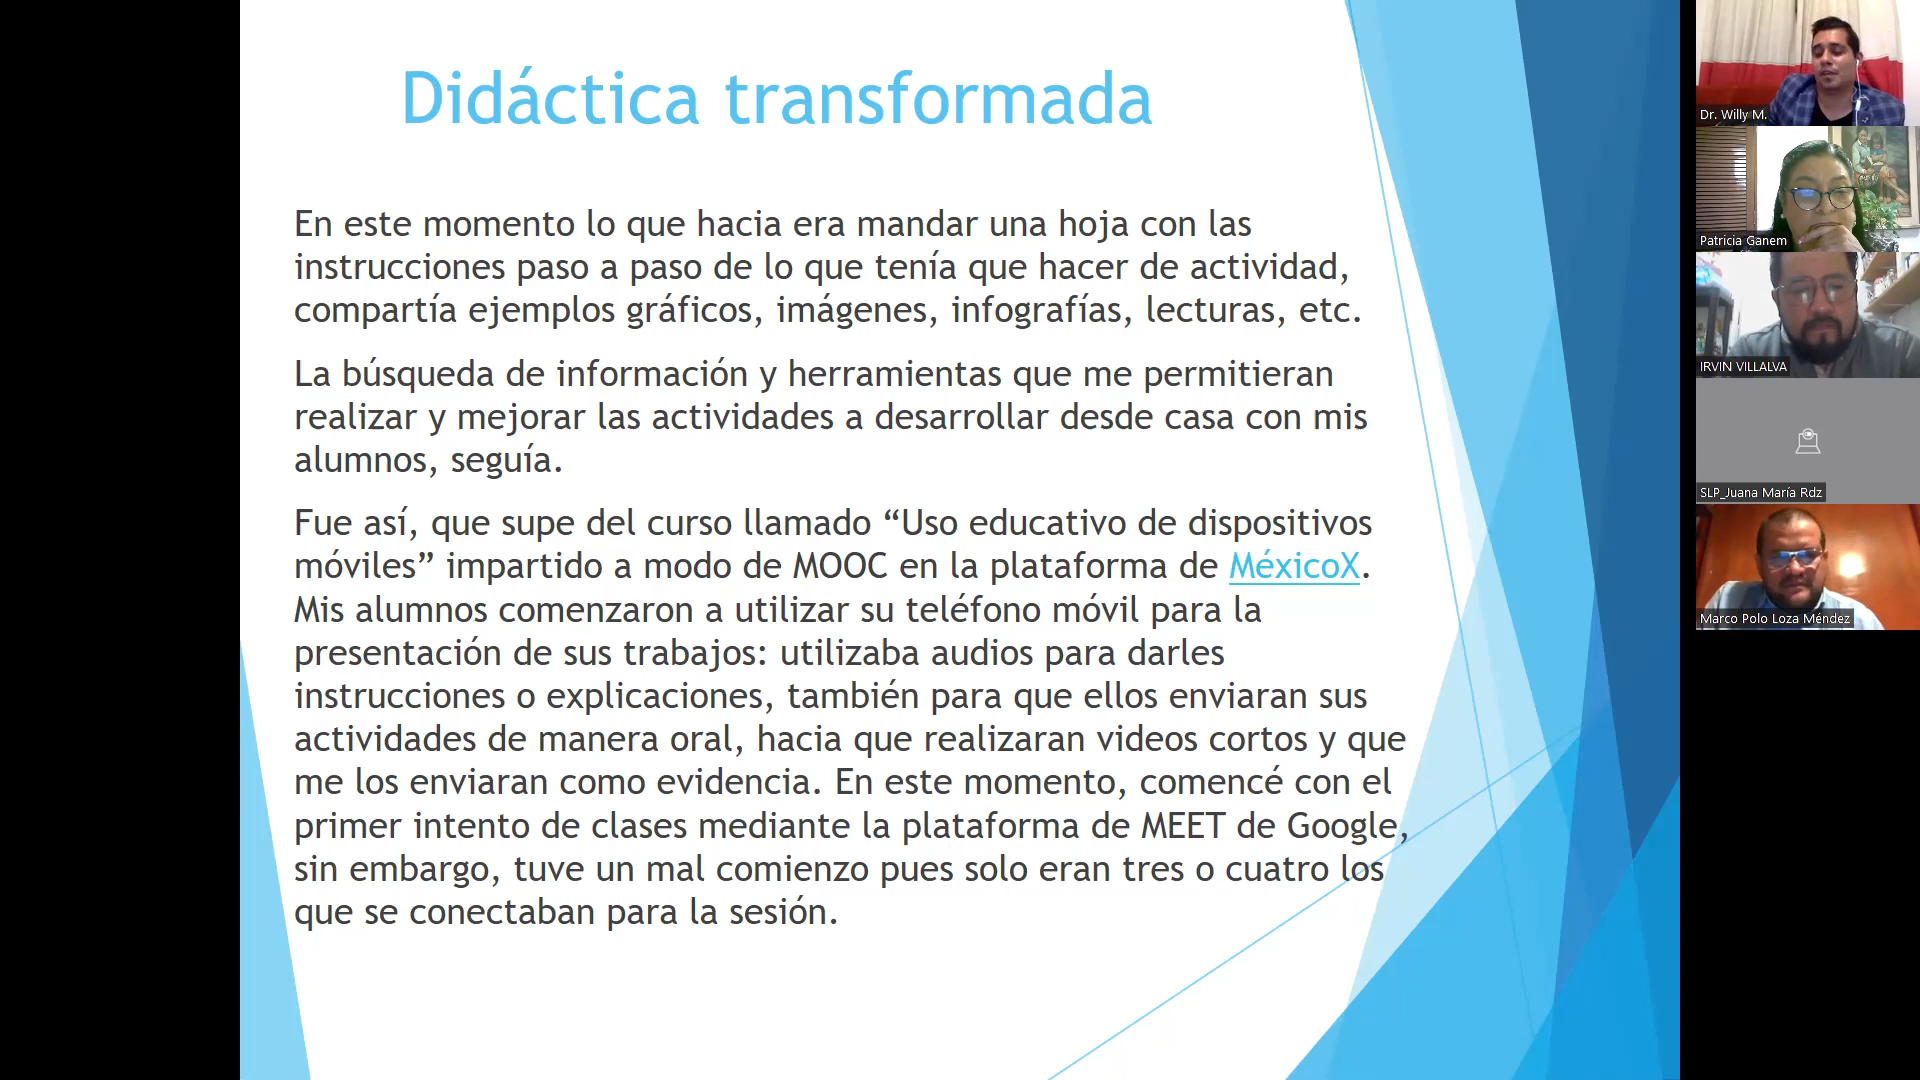 Didáctica transformada
En este momento lo que hacia era mandar una hoja con las
instrucciones paso a paso de lo que tenía que hacer de actividad,
compartía ejemplos gráficos, imágenes, infografías, lecturas, etc.
La búsqueda de información y herramientas que me permitieran
realizar y mejorar las actividades a desarrollar desde casa con mis
alumnos, seguía.
Fue así, que supe del curso llamado “Uso educativo de dispositivos
móviles” impartido a modo de MOOC en la plataforma de MéxicoX.
Mis alumnos comenzaron a utilizar su teléfono móvil para la
presentación de sus trabajos: utilizaba audios para darles
instrucciones o explicaciones, también para que ellos enviaran sus
actividades de manera oral, hacia que realizaran videos cortos y que
me los enviaran como evidencia. En este momento, comencé con el
primer intento de clases mediante la plataforma de MEET de Google,
sin embargo, tuve un mal comienzo pues solo eran tres o cuatro los
que se conectaban para la sesión.
Dr. Willy M.
Patricia Ganem
IRVIN VILLALVA
SLP_Juana María Rdz
Marco Polo Loza Méndez